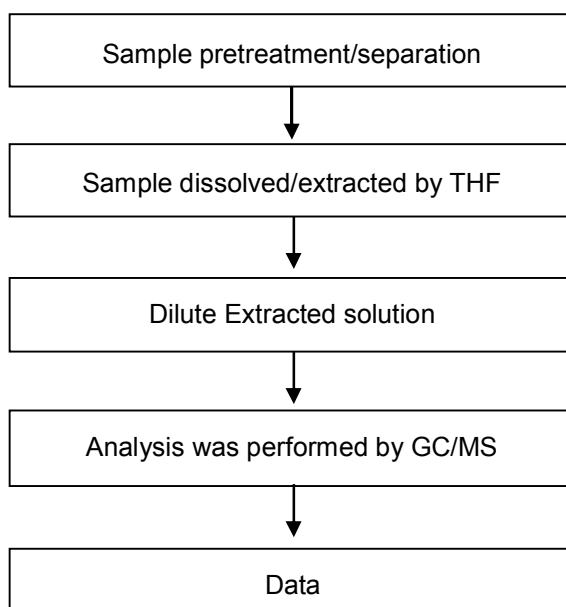 Sample pretreatment/separation
Sample dissolved/extracted by THF
Dilute Extracted solution
Analysis was performed by GC/MS
Data